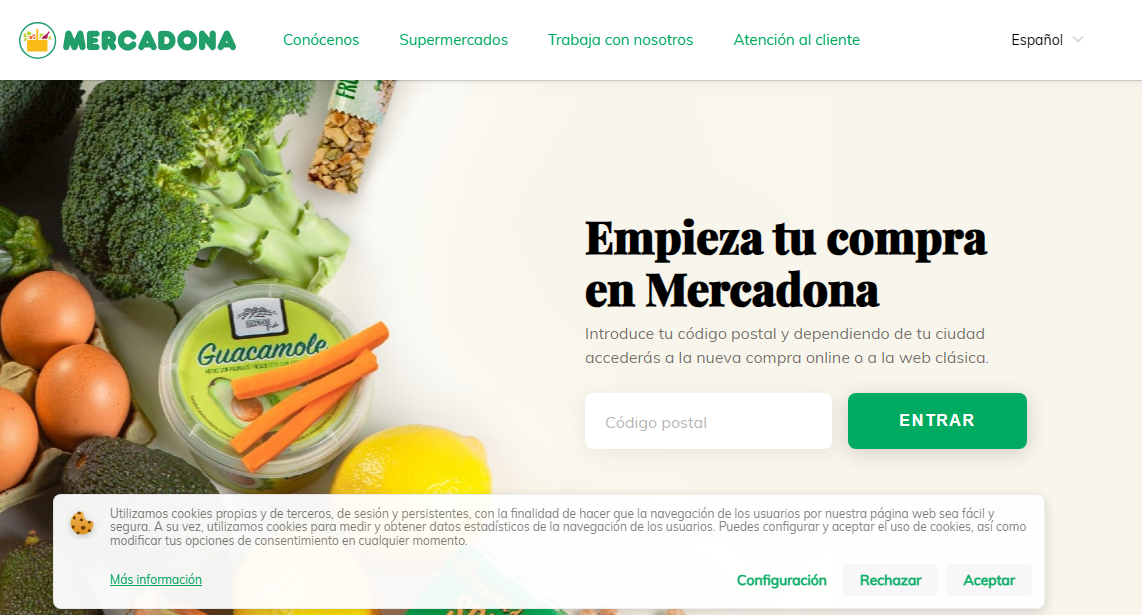 MERCADONA
Conócenos
Supermercados
Trabaja con nosotros
Atención al cliente
Español
FRU
Empieza tu compra
en Mercadona
Introduce tu código postal y dependiendo de tu ciudad
accederás a la nueva compra online o a la web clásica.
Código postal
ENTRAR
HACENDADO
Guacamole
Utilizamos cookies propias y de terceros, de sesión y persistentes, con la finalidad de hacer que la navegación de los usuarios por nuestra página web sea fácil y
segura. A su vez, utilizamos cookies para medir y obtener datos estadísticos de la navegación de los usuarios. Puedes configurar y aceptar el uso de cookies, así como
modificar tus opciones de consentimiento en cualquier momento.
Más información
Configuración
Rechazar
Aceptar